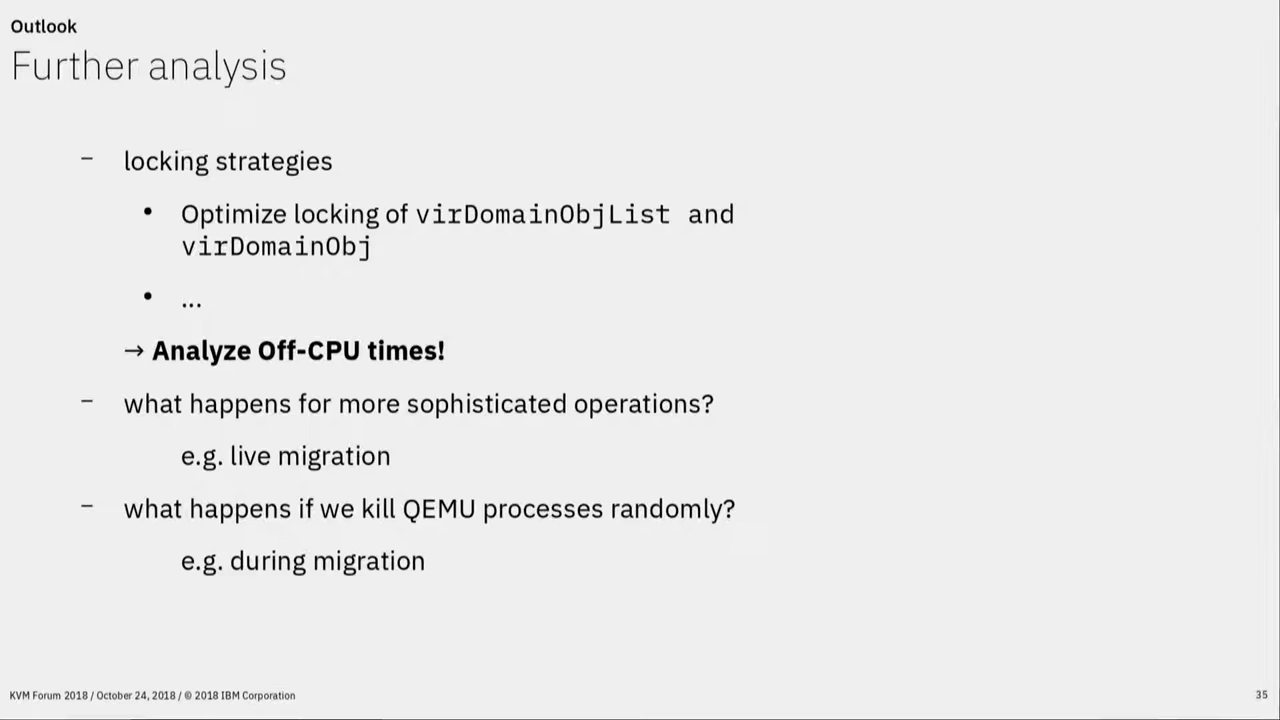 Outlook
Further analysis
– locking strategies
• Optimize locking of virDomainObjList and
virDomainObj
• ...
→ Analyze Off-CPU times!
– what happens for more sophisticated operations?
e.g. live migration
– what happens if we kill QEMU processes randomly?
e.g. during migration
KVM Forum 2018 / October 24, 2018 / © 2018 IBM Corporation
35